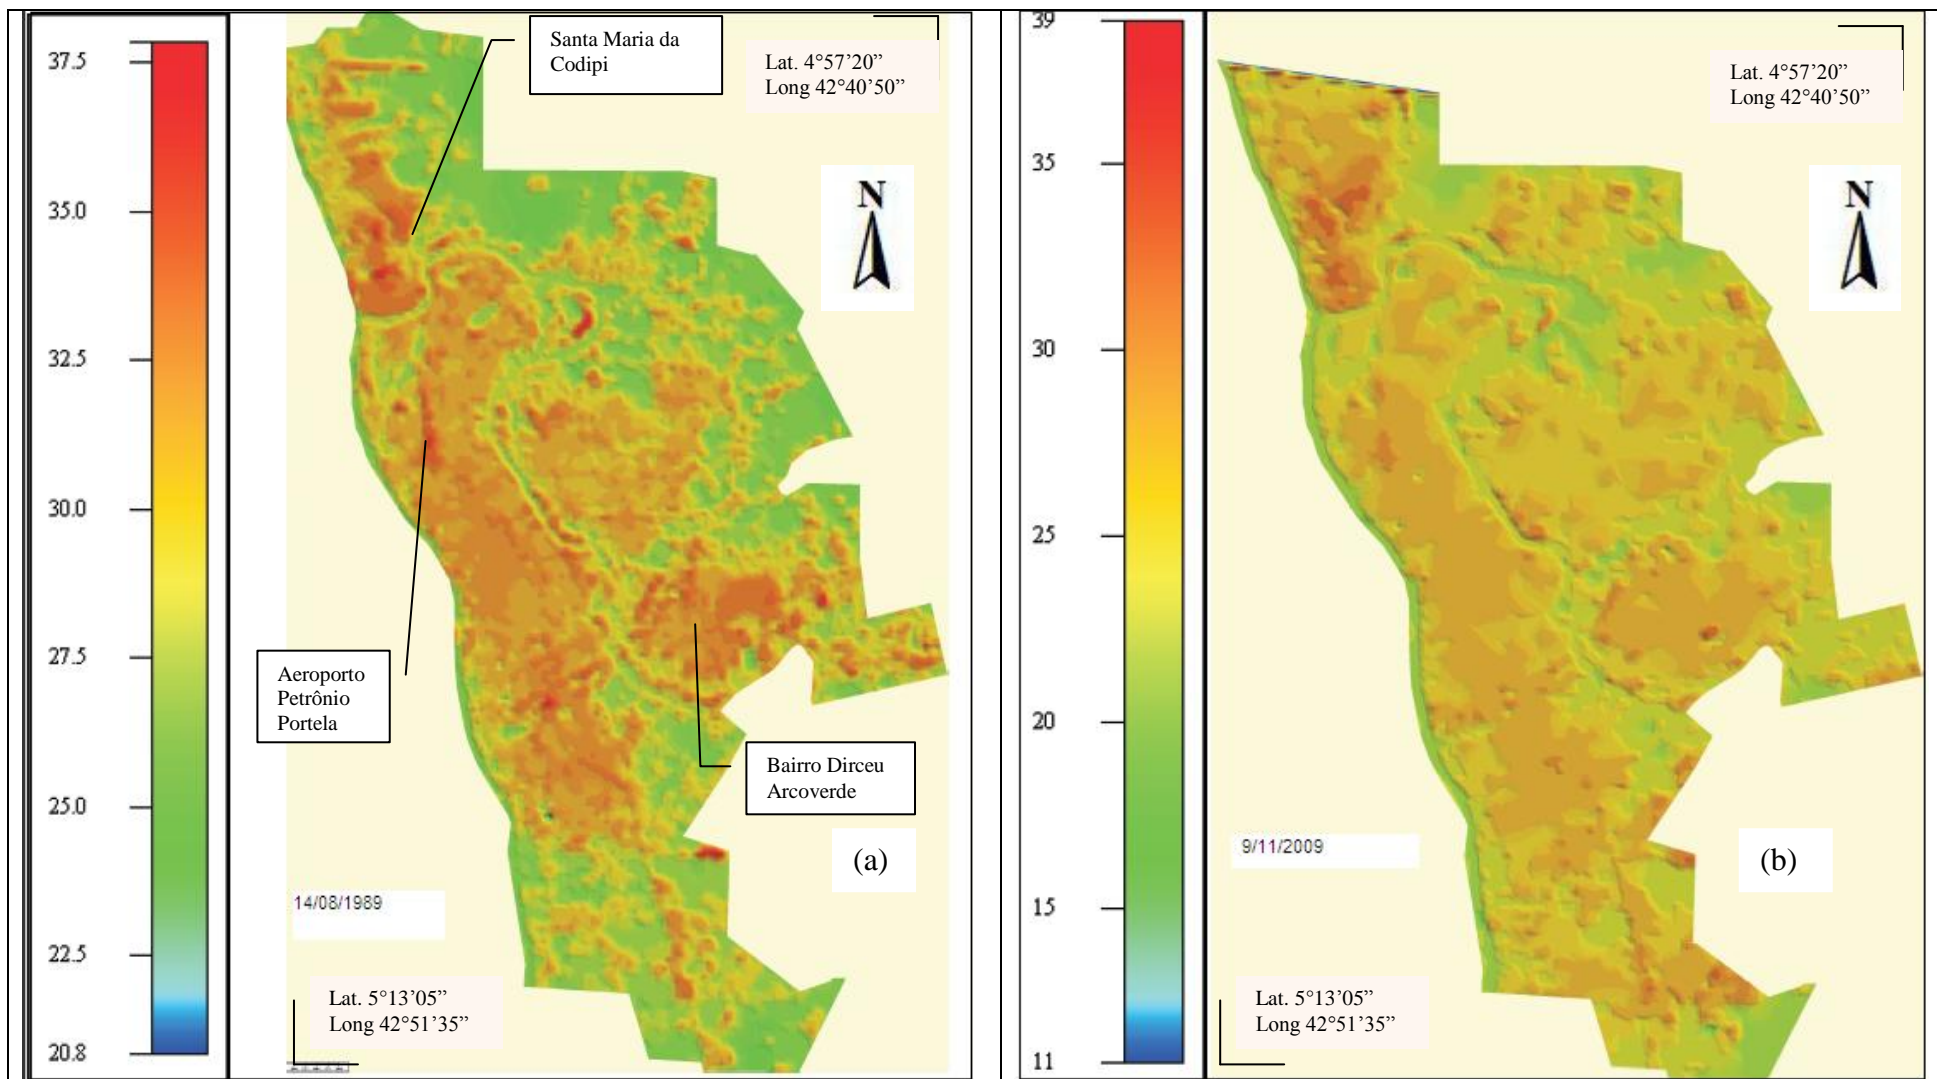 37.5
35.0
32.5
30.0
27.5
25.0
22.5
20.8
Santa Maria da
Codipi
Lat. 4°57’20”
Long 42°40’50”
N
Aeroporto
Petrônio
Portela
Bairro Dirceu
Arcoverde
(a)
14/08/1989
Lat. 5°13’05”
Long 42°51’35”
39
35
30
25
20
15
11
Lat. 4°57’20”
Long 42°40’50”
N
9/11/2009
(b)
Lat. 5°13’05”
Long 42°51’35”